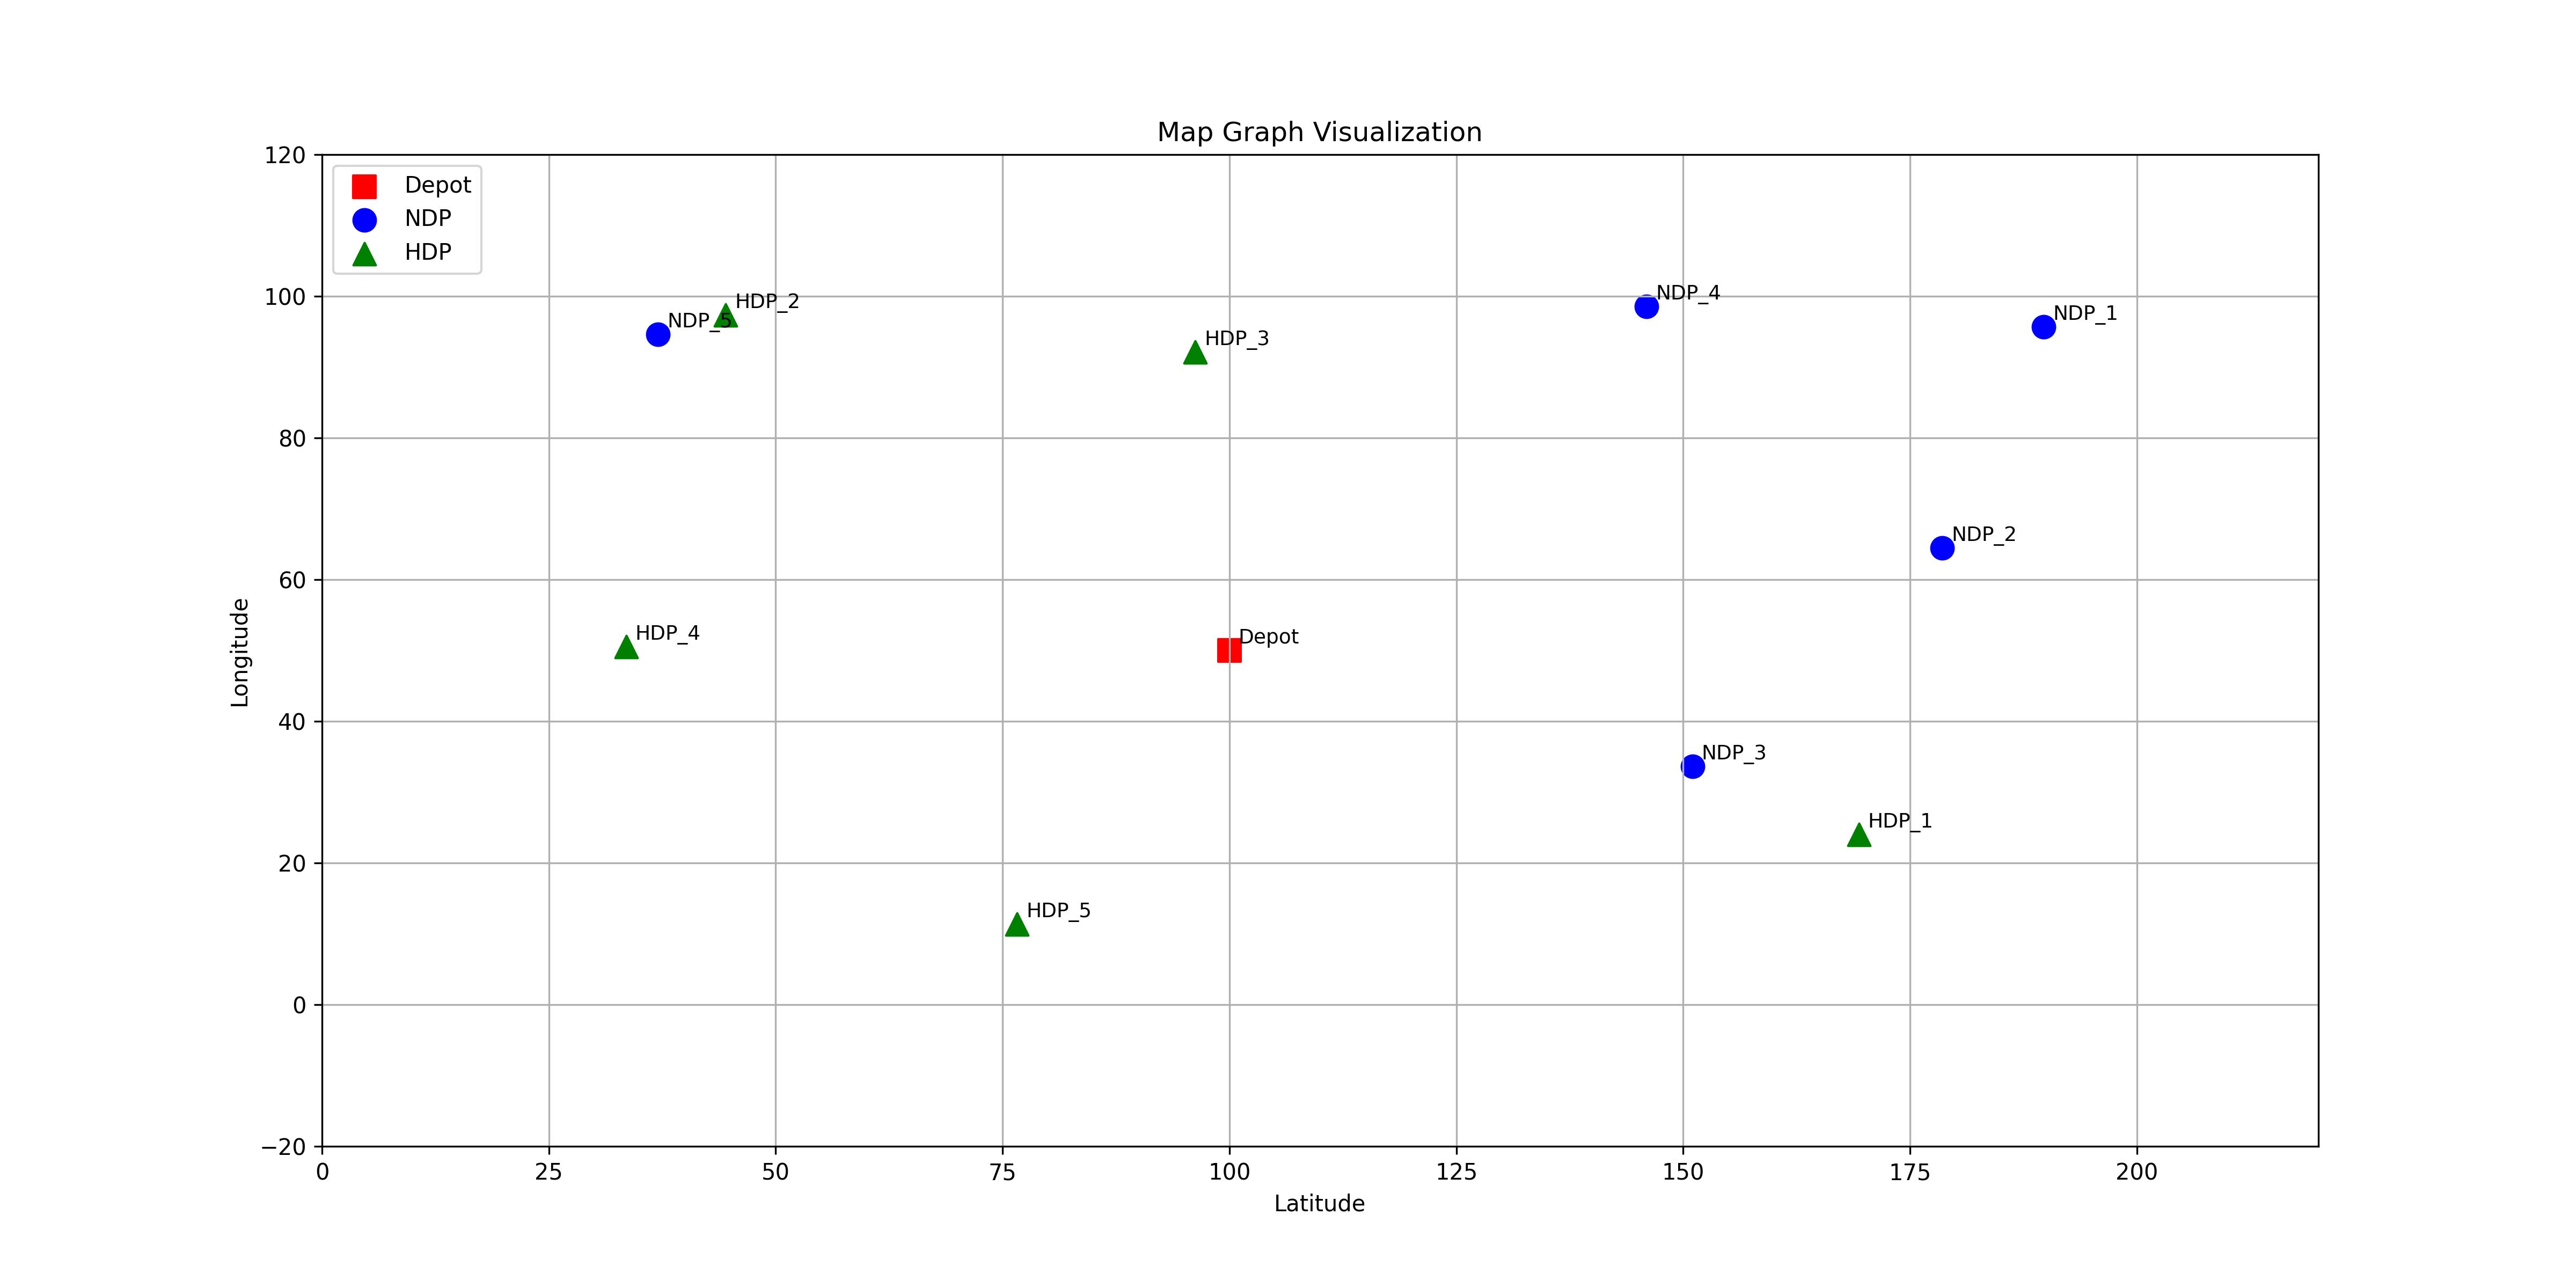 Map Graph Visualization
120
100
80
60
40
20
0
−20
Longitude
Depot
NDP
HDP
HDP_2
NDP_5
HDP_3
NDP_4
NDP_1
NDP_2
HDP_4
Depot
NDP_3
HDP_1
HDP_5
0 25 50 75 100 125 150 175 200
Latitude